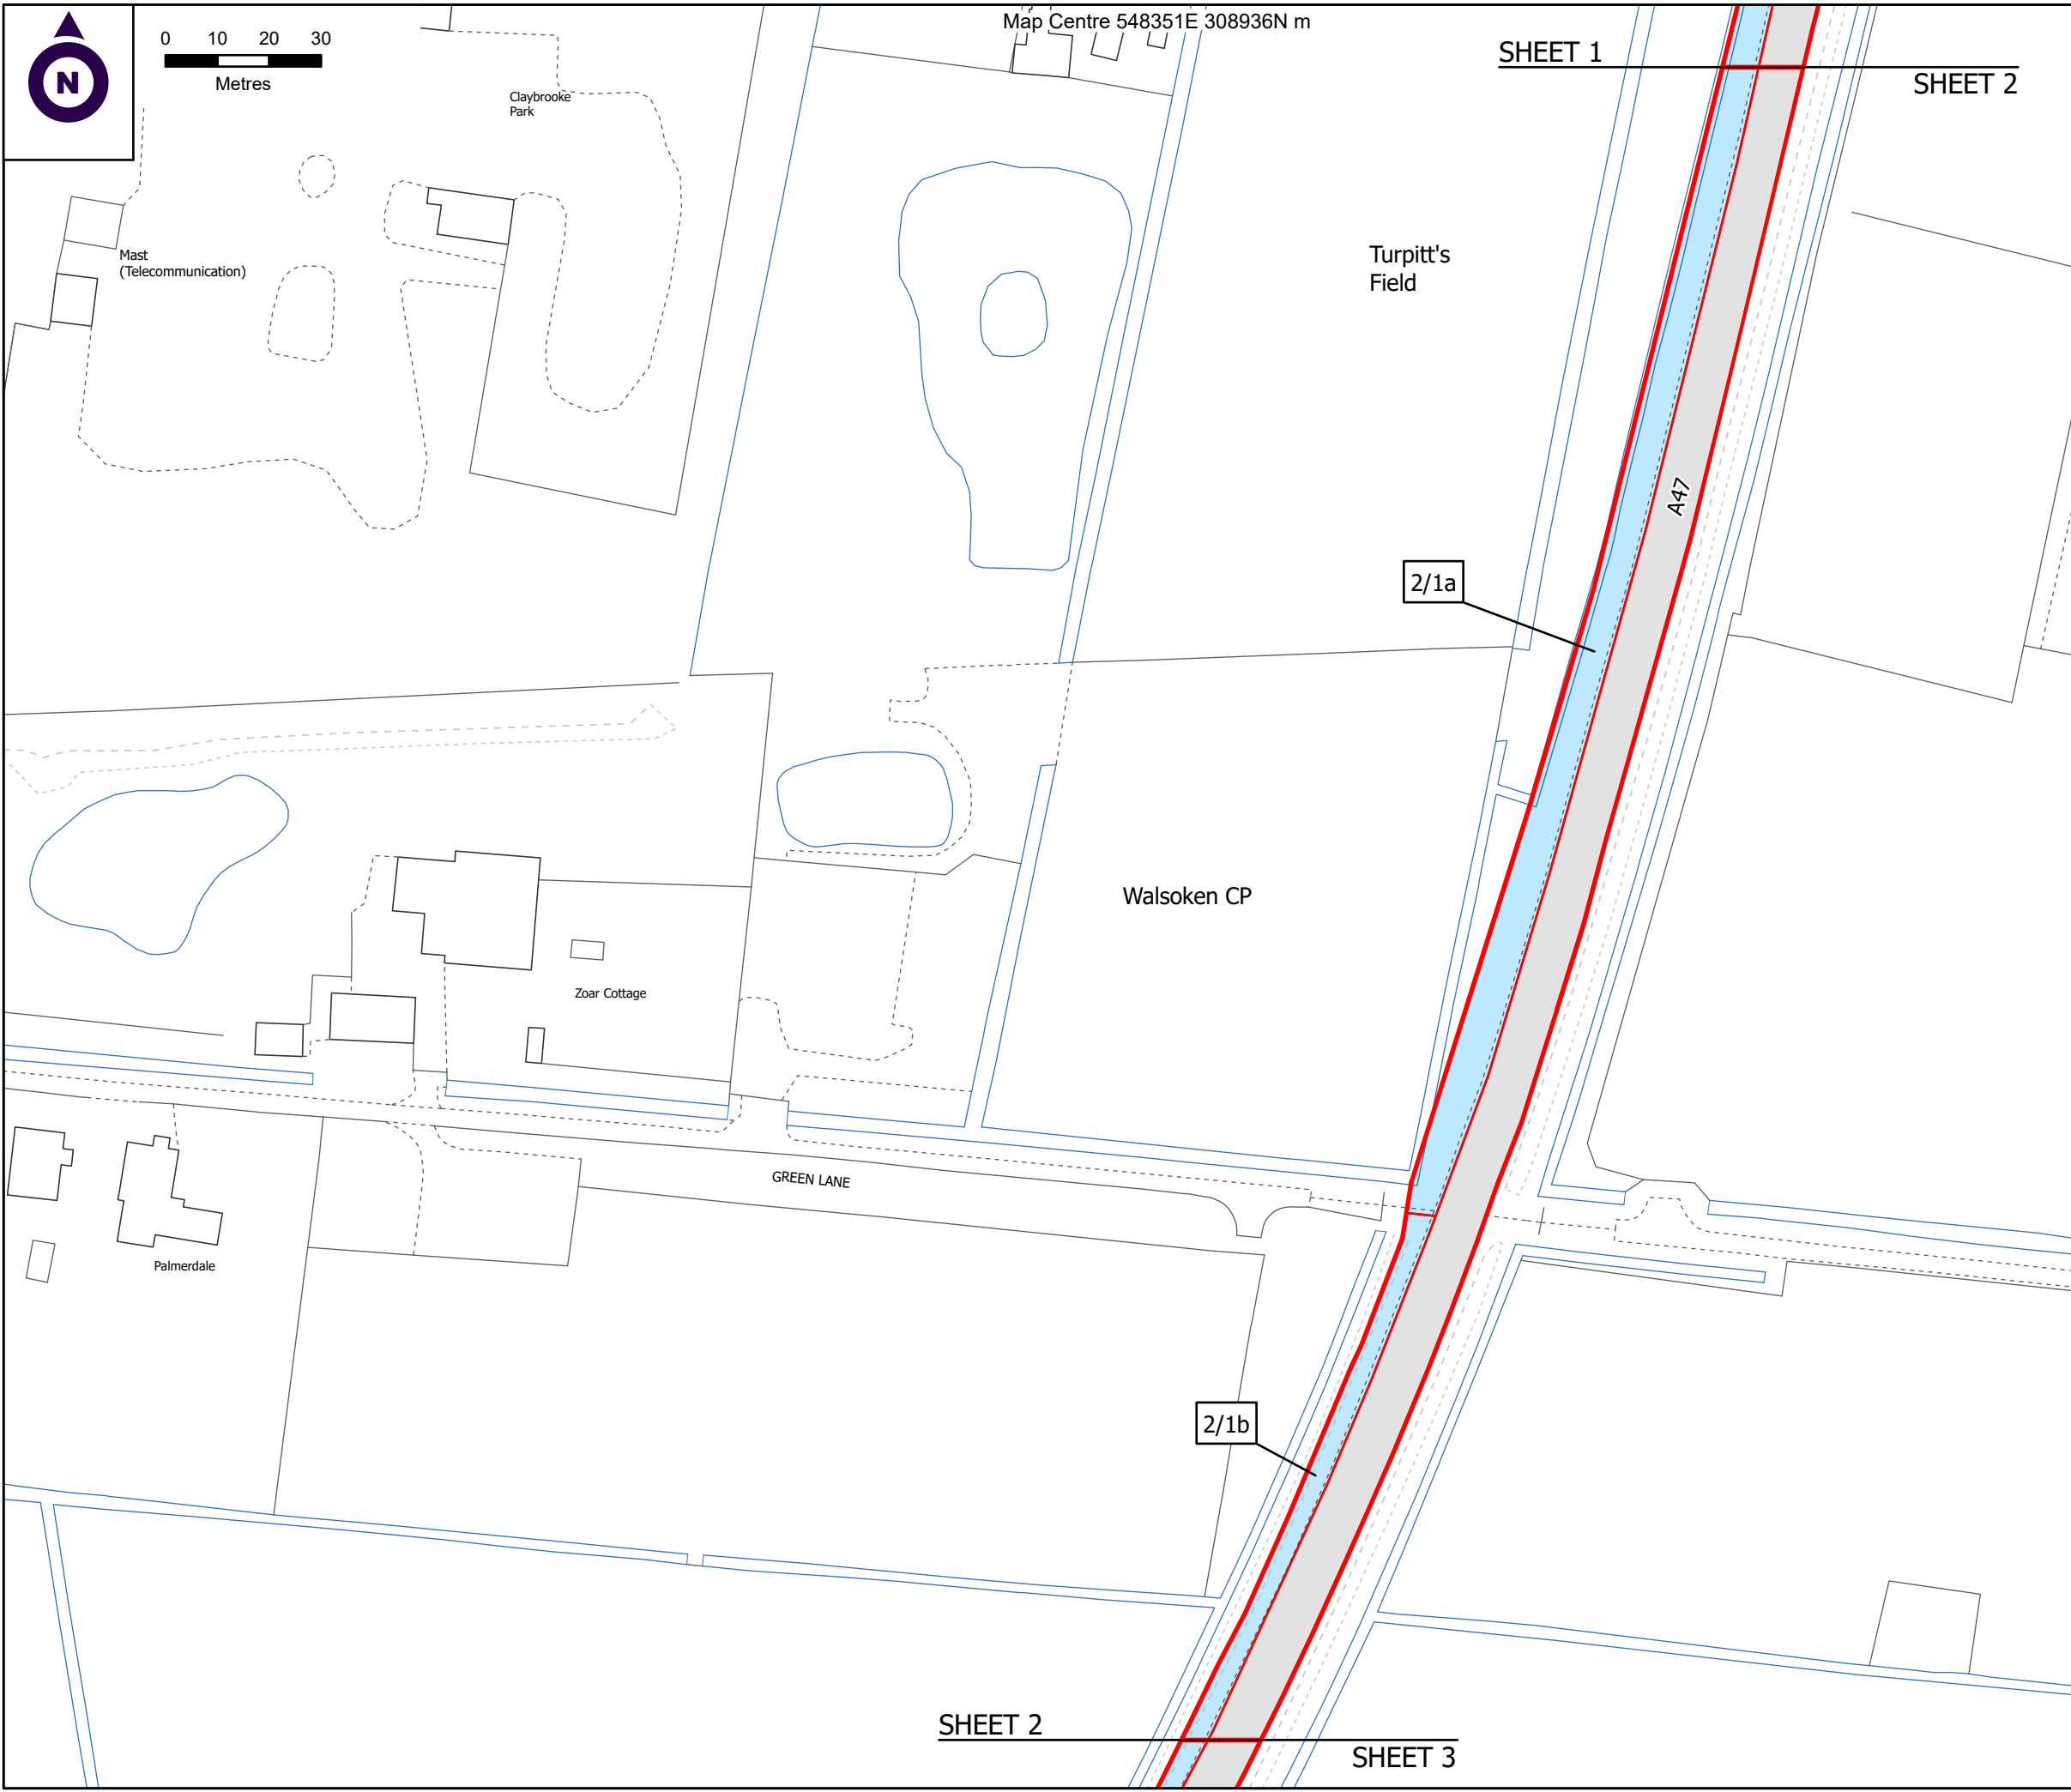 Map Centre 548351E 308936N m
N
0 10 20 30
Metres
SHEET 1
SHEET 2
Claybrooke
Park
Mast
(Telecommunication)
Turpitt's
Field
A47
2/1a
Walsoken CP
Zoar Cottage
GREEN LANE
Palmerdale
2/1b
SHEET 2
SHEET 3